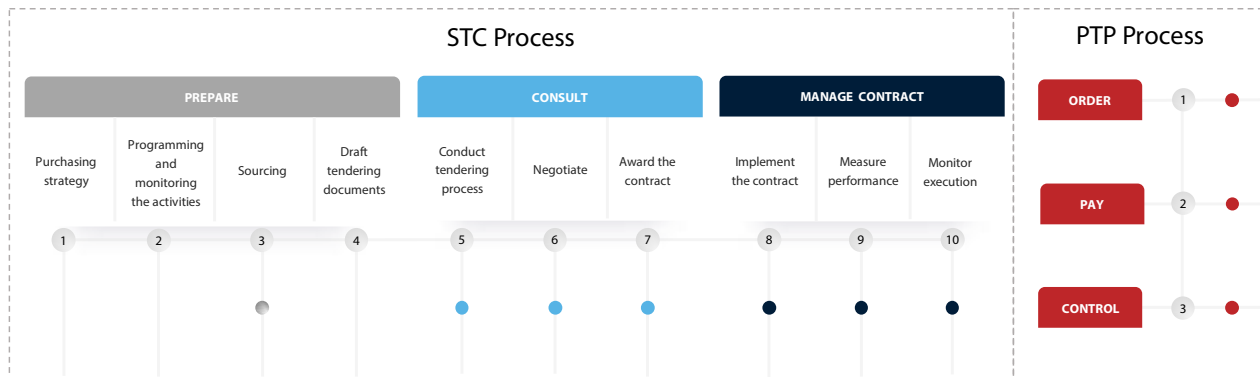 STC Process
PTP Process
PREPARE
CONSULT
MANAGE CONTRACT
Purchasing
strategy
Programming
and
monitoring
the activities
Sourcing
Draft
tendering
documents
Conduct
tendering
process
Negotiate
Award the
contract
Implement
the contract
Measure
performance
Monitor
execution
1
2
3
4
5
6
7
8
9
10
ORDER
1
PAY
2
CONTROL
3